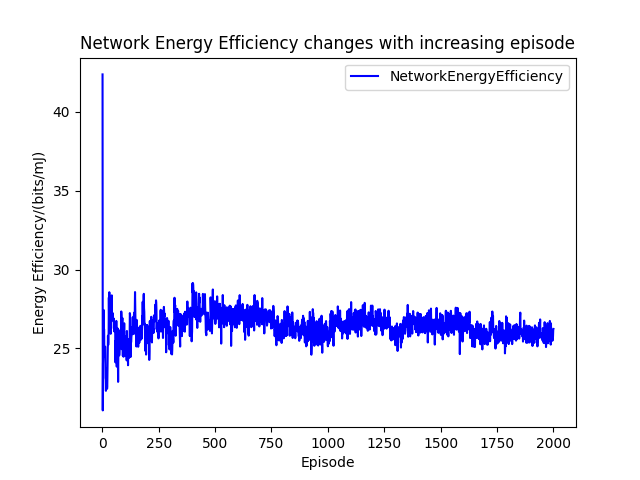 Network Energy Efficiency changes with increasing episode
NetworkEnergyEfficiency
Energy Efficiency/(bits/mJ)
40
35
30
25
0 250 500 750 1000 1250 1500 1750 2000
Episode